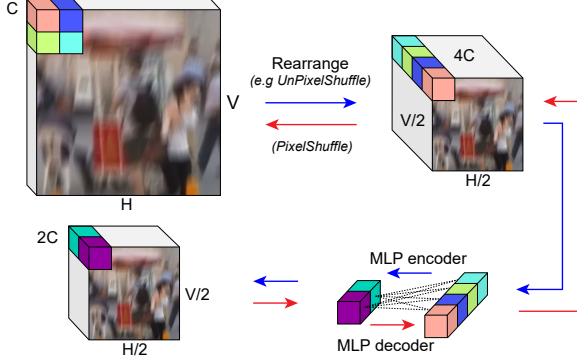 C
Rearrange
(e.g UnPixelShuffle)
V
(PixelShuffle)
H
4C
V/2
H/2
2C
V/2
H/2
MLP encoder
MLP decoder